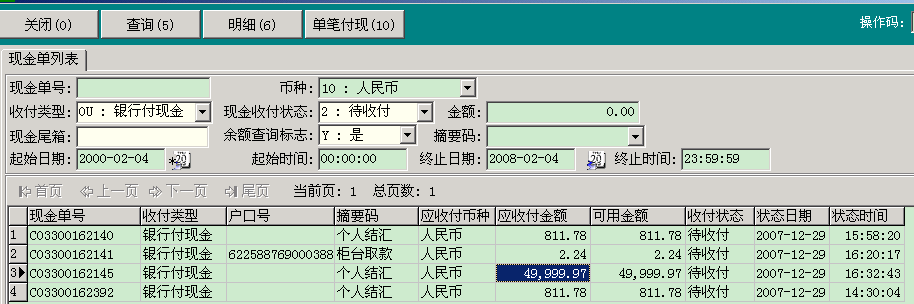 关闭(0) 查询(5) 明细(6) 单笔付现(10) 操作码:
现金单列表
现金单号: 币种: 10 : 人民币
收付类型: OU : 银行付现金 现金收付状态: 2 : 待收付 金额: 0.00
现金尾箱: 余额查询标志: Y : 是 摘要码:
起始日期: 2000-02-04 起始时间: 00:00:00 终止日期: 2008-02-04 终止时间: 23:59:59
首页 上一页 下一页 尾页 当前页: 1 总页数: 1
现金单号 收付类型 户口号 摘要码 应收付币种 应收付金额 可用金额 收付状态 状态日期 状态时间
1 C03300162140 银行付现金 个人结汇 人民币 811.78 811.78 待收付 2007-12-29 15:58:20
2 C03300162141 银行付现金 622588769000388 柜台取款 人民币 2.24 2.24 待收付 2007-12-29 16:20:17
3 C03300162145 银行付现金 个人结汇 人民币 49,999.97 49,999.97 待收付 2007-12-29 16:32:43
4 C03300162392 银行付现金 个人结汇 人民币 811.78 811.78 待收付 2007-12-29 14:30:04